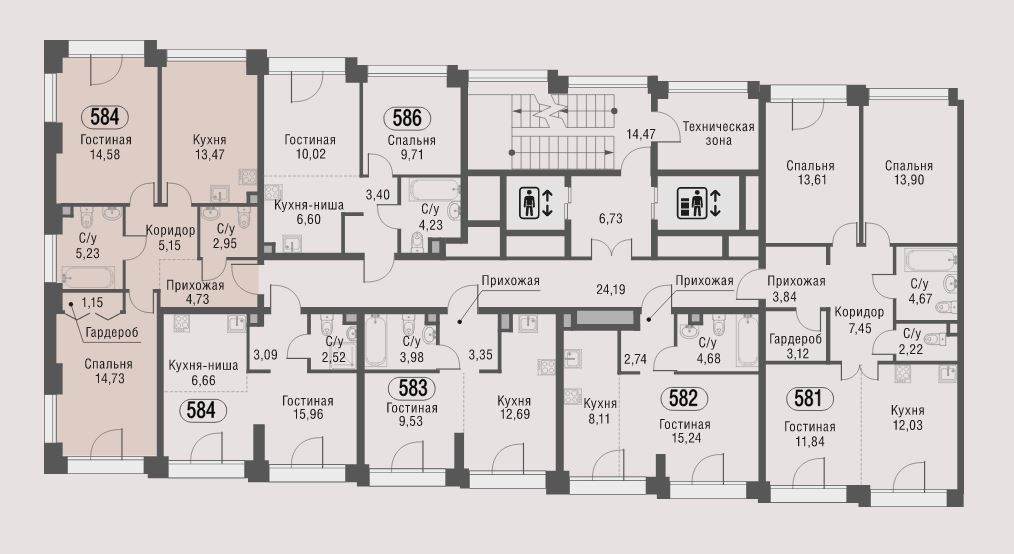 584
Гостиная
14,58
Кухня
13,47
Гостиная
10,02
586
Спальня
9,71
14,47
Техническая
зона
Спальня
13,61
Спальня
13,90
Кухня-ниша
6,60
3,40
С/у
4,23
6,73
С/у
5,23
Коридор
5,15
С/у
2,95
Прихожая
4,73
Прихожая
24,19
Прихожая
Прихожая
3,84
С/у
4,67
1,15
Гардероб
Спальня
14,73
Кухня-ниша
6,66
584
3,09
С/у
2,52
Гостиная
15,96
С/у
3,98
3,35
583
Гостиная
9,53
Кухня
12,69
2,74
С/у
4,68
Кухня
8,11
582
Гостиная
15,24
Гардероб
3,12
Коридор
7,45
С/у
2,22
581
Гостиная
11,84
Кухня
12,03